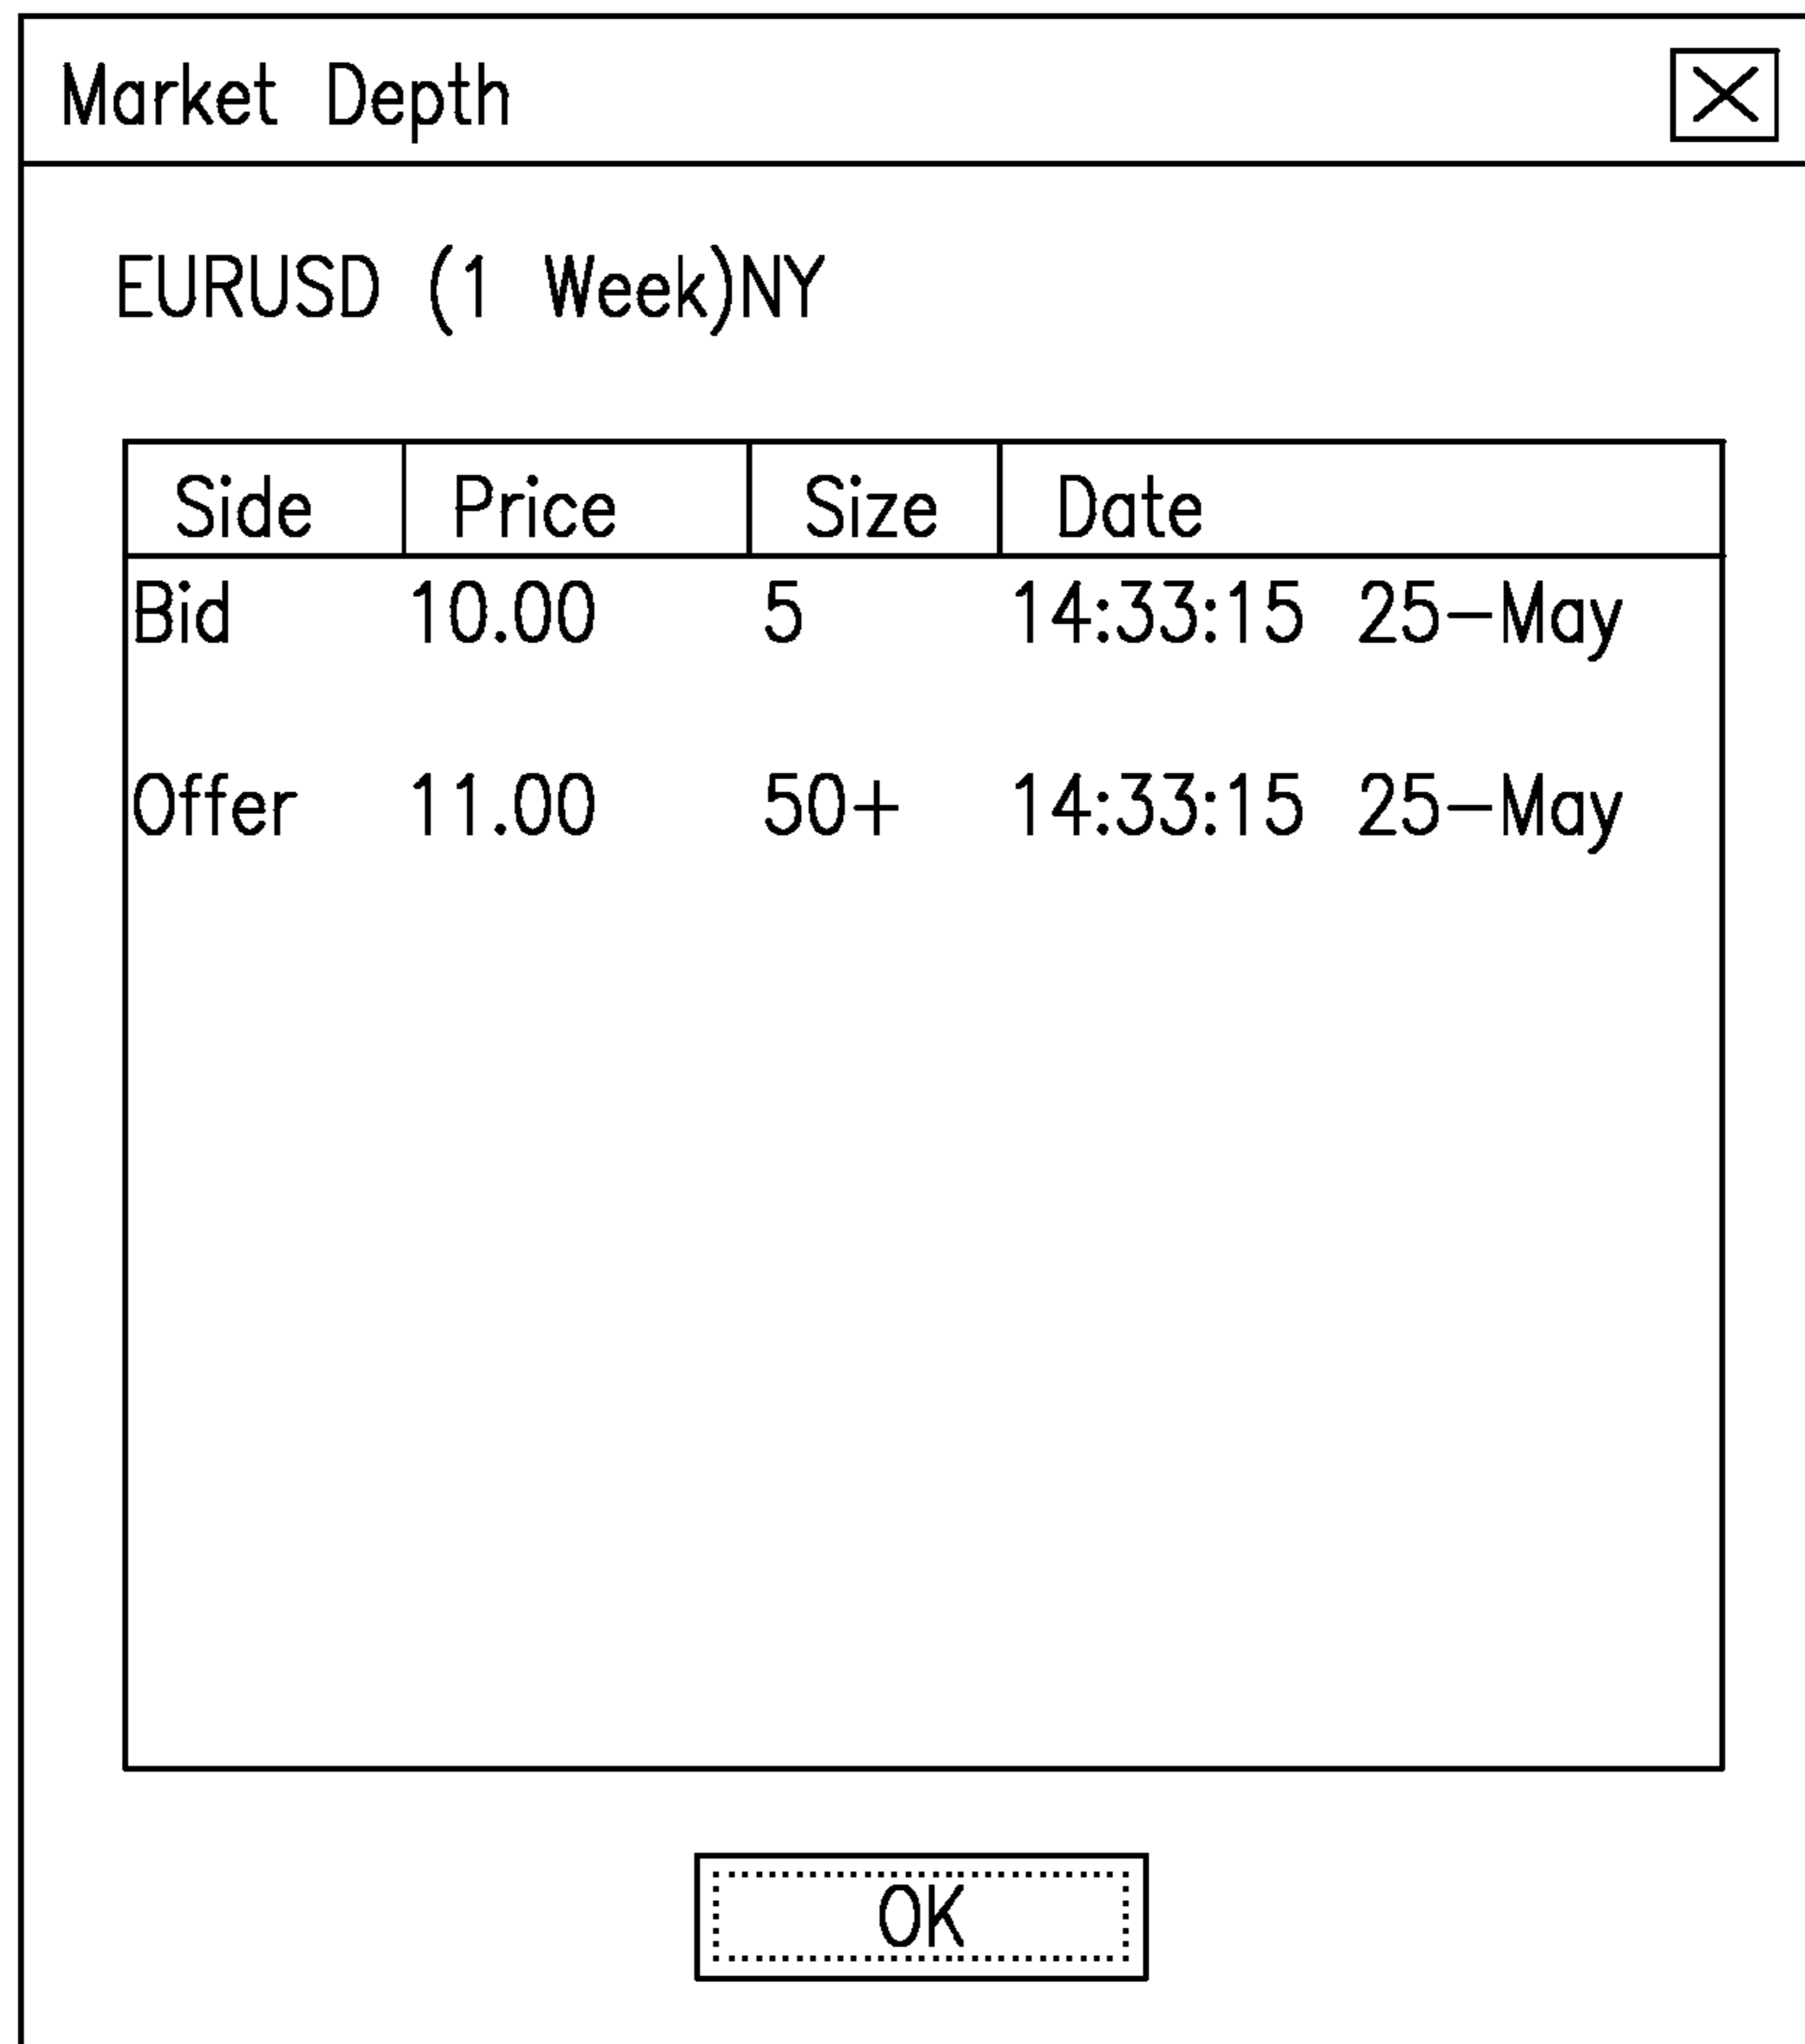 Market Depth
EURUSD (1 Week)NY
Side Price Size Date
Bid 10.00 5 14:33:15 25-May
Offer 11.00 50+ 14:33:15 25-May
OK